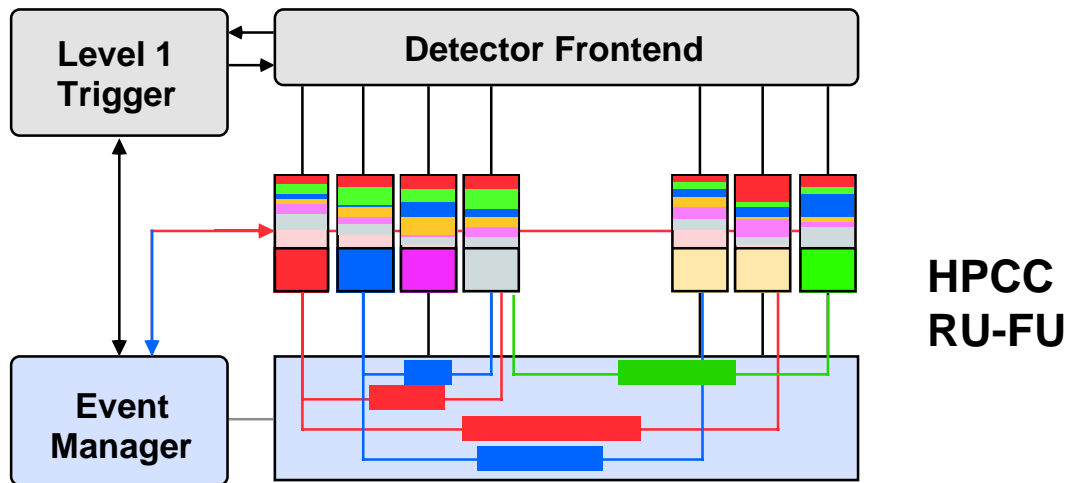 Level 1
Trigger
Detector Frontend
HPCC
RU-FU
Event
Manager